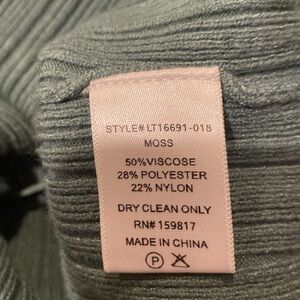 STYLE# LT16691-018
MOSS
50%VISCOSE
28% POLYESTER
22% NYLON
DRY CLEAN ONLY
RN# 159817
MADE IN CHINA
P